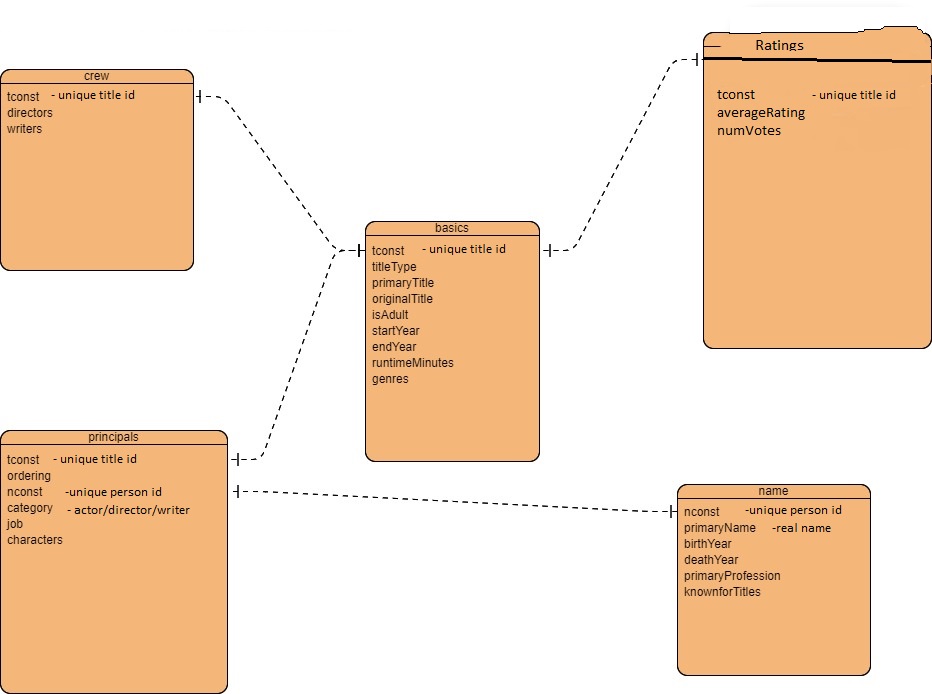 crew
tconst - unique title id
directors
writers
Ratings
tconst - unique title id
averageRating
numVotes
basics
tconst - unique title id
titleType
primaryTitle
originalTitle
isAdult
startYear
endYear
runtimeMinutes
genres
principals
tconst - unique title id
ordering
nconst -unique person id
category - actor/director/writer
job
characters
name
nconst -unique person id
primaryName -real name
birthYear
deathYear
primaryProfession
knownforTitles